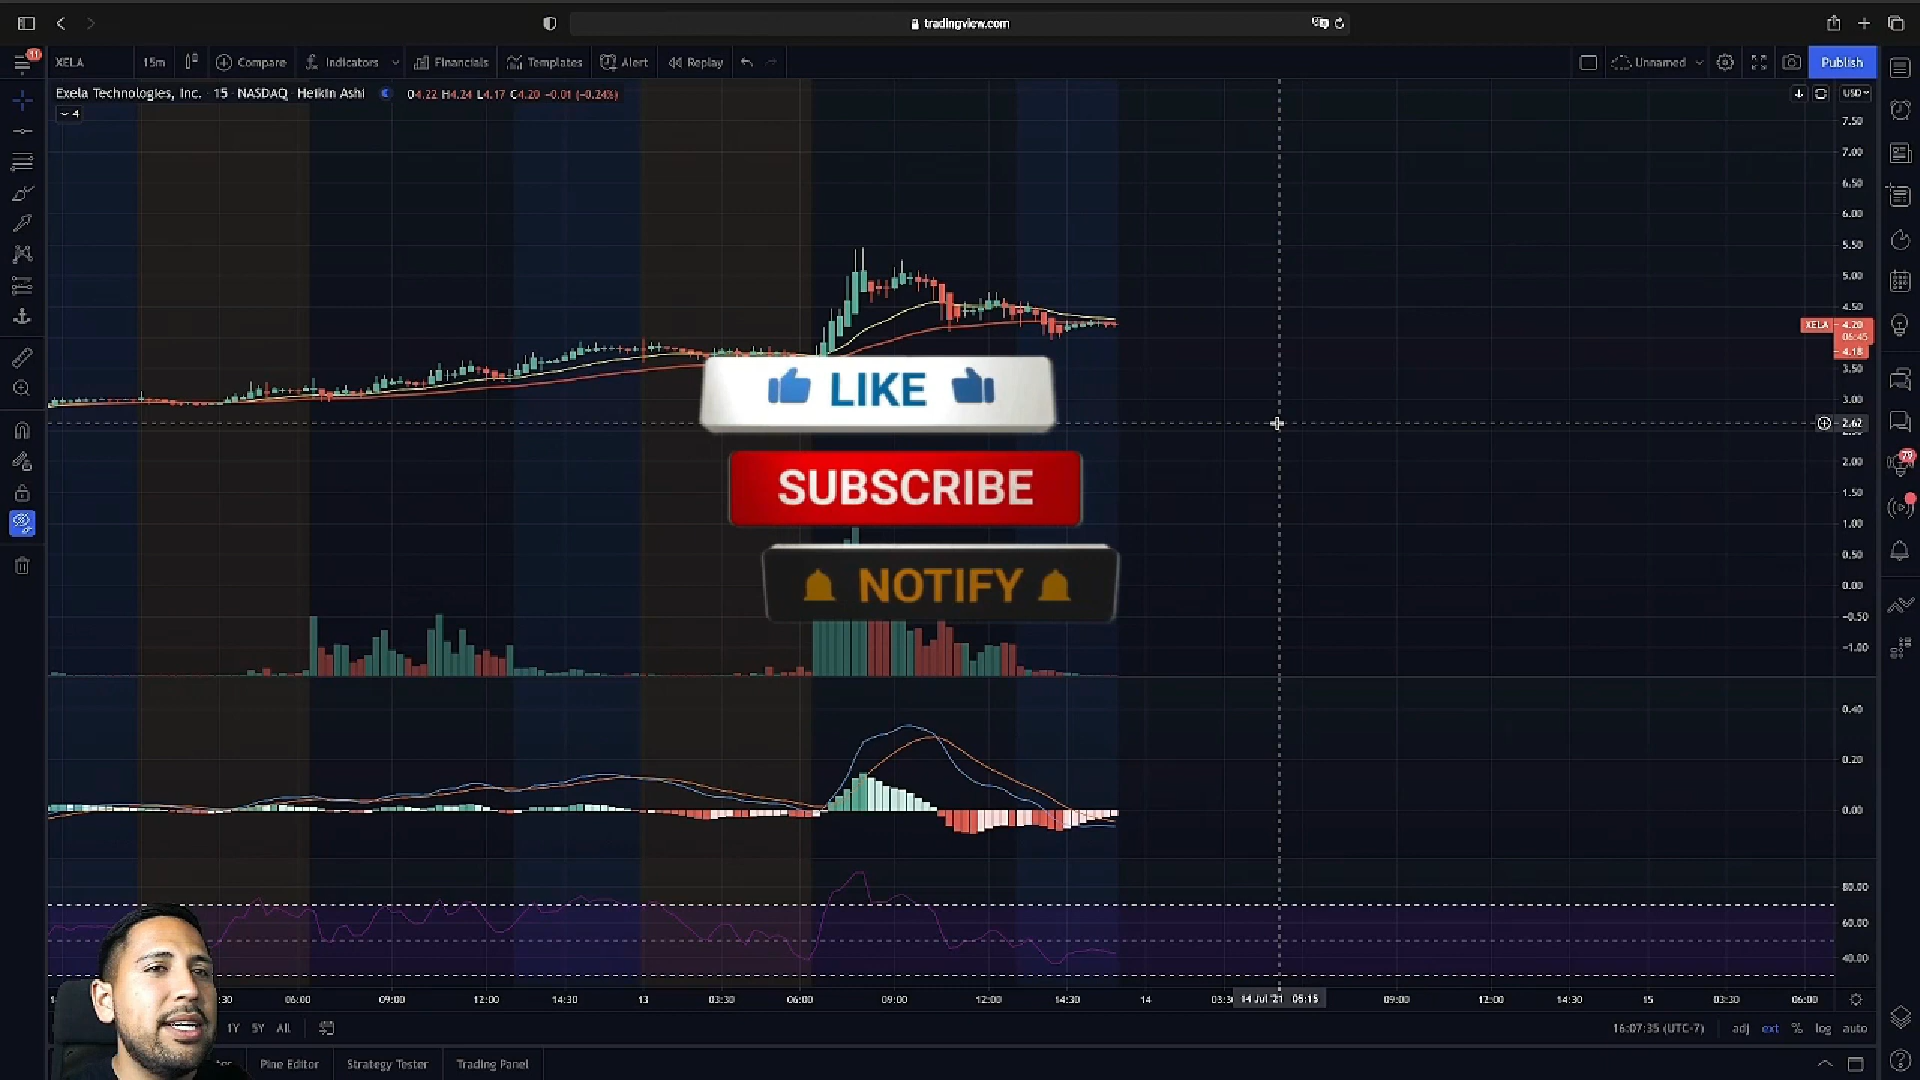 tradingview.com
11
XELA 15m Compare Indicators Financials Templates Alert Replay Unnamed Publish
Exela Technologies, Inc. · 15 · NASDAQ · Heikin Ashi O4.22 H4.24 L4.17 C4.20 −0.01 (−0.24%)
USD
4
7.50
7.00
6.50
6.00
5.50
5.00
4.50
XELA 4.20
05:45
4.18
3.50
3.00
2.62
2.00
1.50
1.00
0.50
0.00
−0.50
−1.00
LIKE
SUBSCRIBE
NOTIFY
79
0.40
0.20
0.00
80.00
60.00
40.00
:30 06:00 09:00 12:00 14:30 13 03:30 06:00 09:00 12:00 14:30 14 03:3 14 Jul '21 05:15 09:00 12:00 14:30 15 03:30 06:00
1Y 5Y All 16:07:35 (UTC-7) adj ext % log auto
Pine Editor Strategy Tester Trading Panel